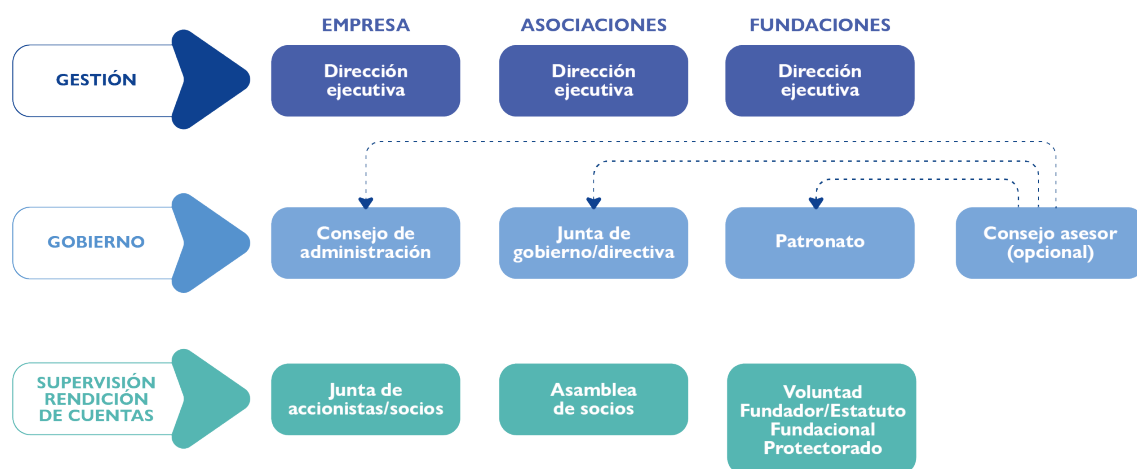 EMPRESA
ASOCIACIONES
FUNDACIONES
GESTIÓN
Dirección
ejecutiva
Dirección
ejecutiva
Dirección
ejecutiva
GOBIERNO
Consejo de
administración
Junta de
gobierno/directiva
Patronato
Consejo asesor
(opcional)
SUPERVISIÓN
RENDICIÓN
DE CUENTAS
Junta de
accionistas/socios
Asamblea
de socios
Voluntad
Fundador/Estatuto
Fundacional
Protectorado